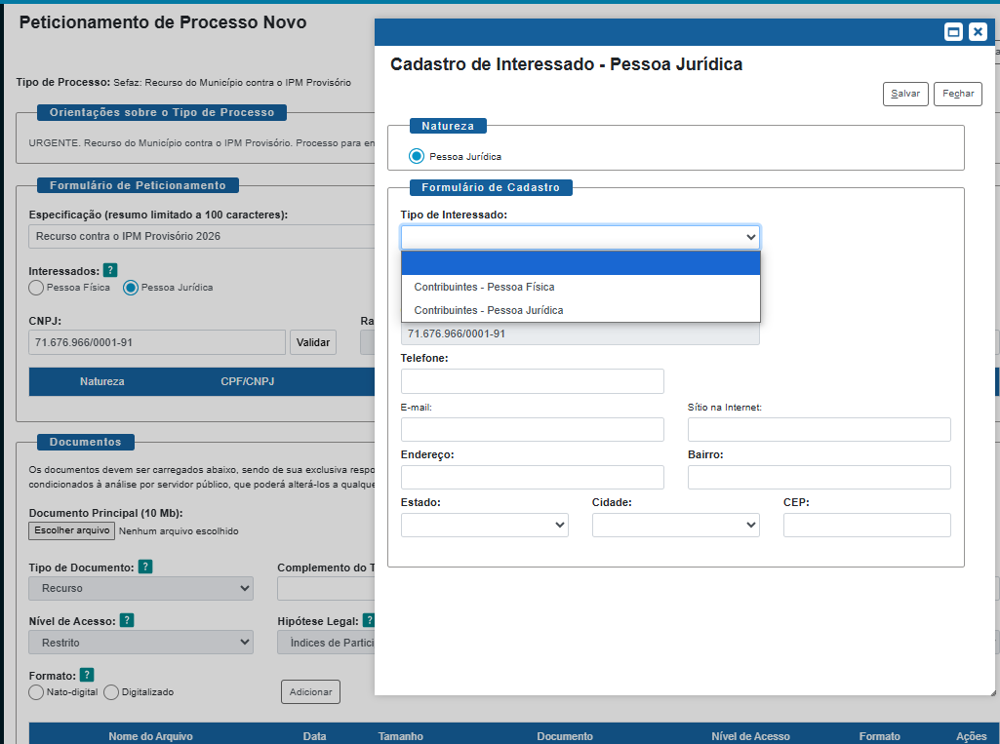 Peticionamento de Processo Novo
Tipo de Processo: Sefaz: Recurso do Município contra o IPM Provisório
Orientações sobre o Tipo de Processo
URGENTE. Recurso do Município contra o IPM Provisório. Processo para en
Formulário de Peticionamento
Especificação (resumo limitado a 100 caracteres):
Recurso contra o IPM Provisório 2026
Interessados: ?
Pessoa Física Pessoa Jurídica
CNPJ: Ra
71.676.966/0001-91 Validar
Natureza CPF/CNPJ
Documentos
Os documentos devem ser carregados abaixo, sendo de sua exclusiva respo
condicionados à análise por servidor público, que poderá alterá-los a qualque
Documento Principal (10 Mb):
Escolher arquivo Nenhum arquivo escolhido
Tipo de Documento: ? Complemento do T
Recurso
Nível de Acesso: ? Hipótese Legal: ?
Restrito Índices de Partici
Formato: ?
Nato-digital Digitalizado Adicionar
Nome do Arquivo Data Tamanho Documento Nível de Acesso Formato Ações
Cadastro de Interessado - Pessoa Jurídica
Salvar Fechar
Natureza
Pessoa Jurídica
Formulário de Cadastro
Tipo de Interessado:
Contribuintes - Pessoa Física
Contribuintes - Pessoa Jurídica
71.676.966/0001-91
Telefone:
E-mail: Sítio na Internet:
Endereço: Bairro:
Estado: Cidade: CEP: